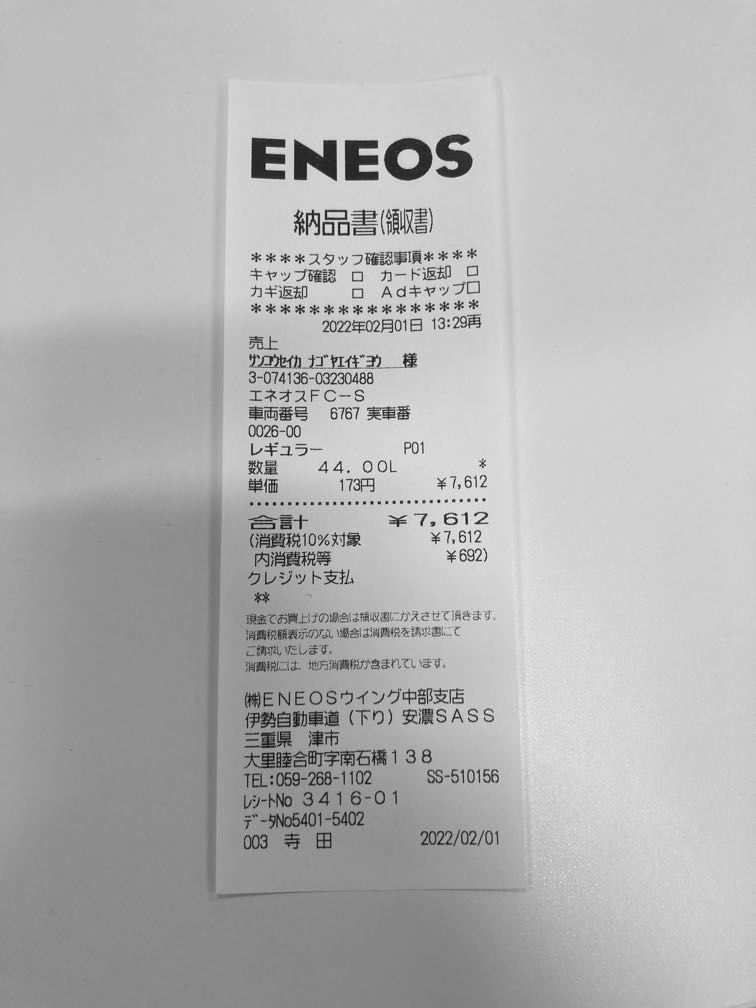 ENEOS
納品書(領収書)
****スタッフ確認事項****
キャップ確認 □ カード返却 □
カギ返却 □ Adキャップ□
****************
2022年02月01日 13:29再
売上
ｻﾝｺｳｾｲｶ ﾅｺﾞﾔｴｲｷﾞﾖｳ 様
3-074136-03230488
エネオスFC-S
車両番号 6767 実車番
0026-00
レギュラー P01
数量 44.00L *
単価 173円 ¥7,612
合計 ¥7,612
(消費税10%対象 ¥7,612
内消費税等 ¥692)
クレジット支払
**
現金でお買上げの場合は領収書にかえさせて頂きます。
消費税額表示のない場合は消費税を請求書にて
ご請求いたします。
消費税には、地方消費税が含まれています。
㈱ENEOSウイング中部支店
伊勢自動車道(下り)安濃SASS
三重県 津市
大里睦合町字南石橋138
TEL:059-268-1102 SS-510156
ﾚｼｰﾄNo 3416-01
ﾃﾞｰﾀNo5401-5402
003 寺田 2022/02/01